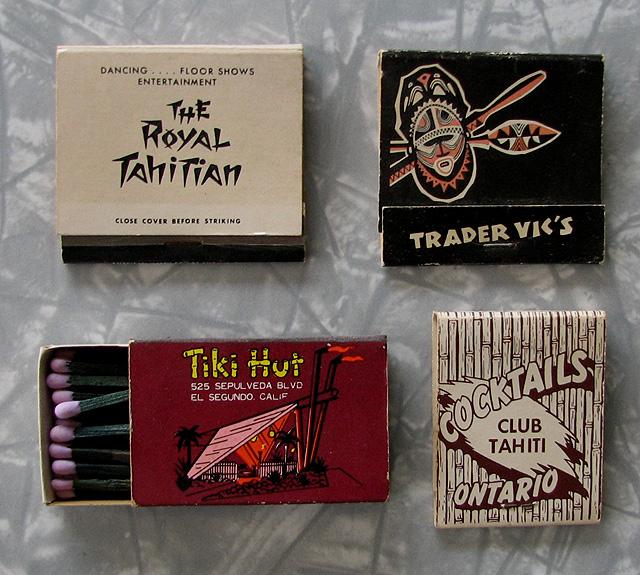 DANCING .... FLOOR SHOWS
ENTERTAINMENT
THE
ROYAL
TAHITIAN
CLOSE COVER BEFORE STRIKING
TRADER VIC'S
Tiki Hut
525 SEPULVEDA BLVD
EL SEGUNDO, CALIF
COCKTAILS
CLUB
TAHITI
ONTARIO